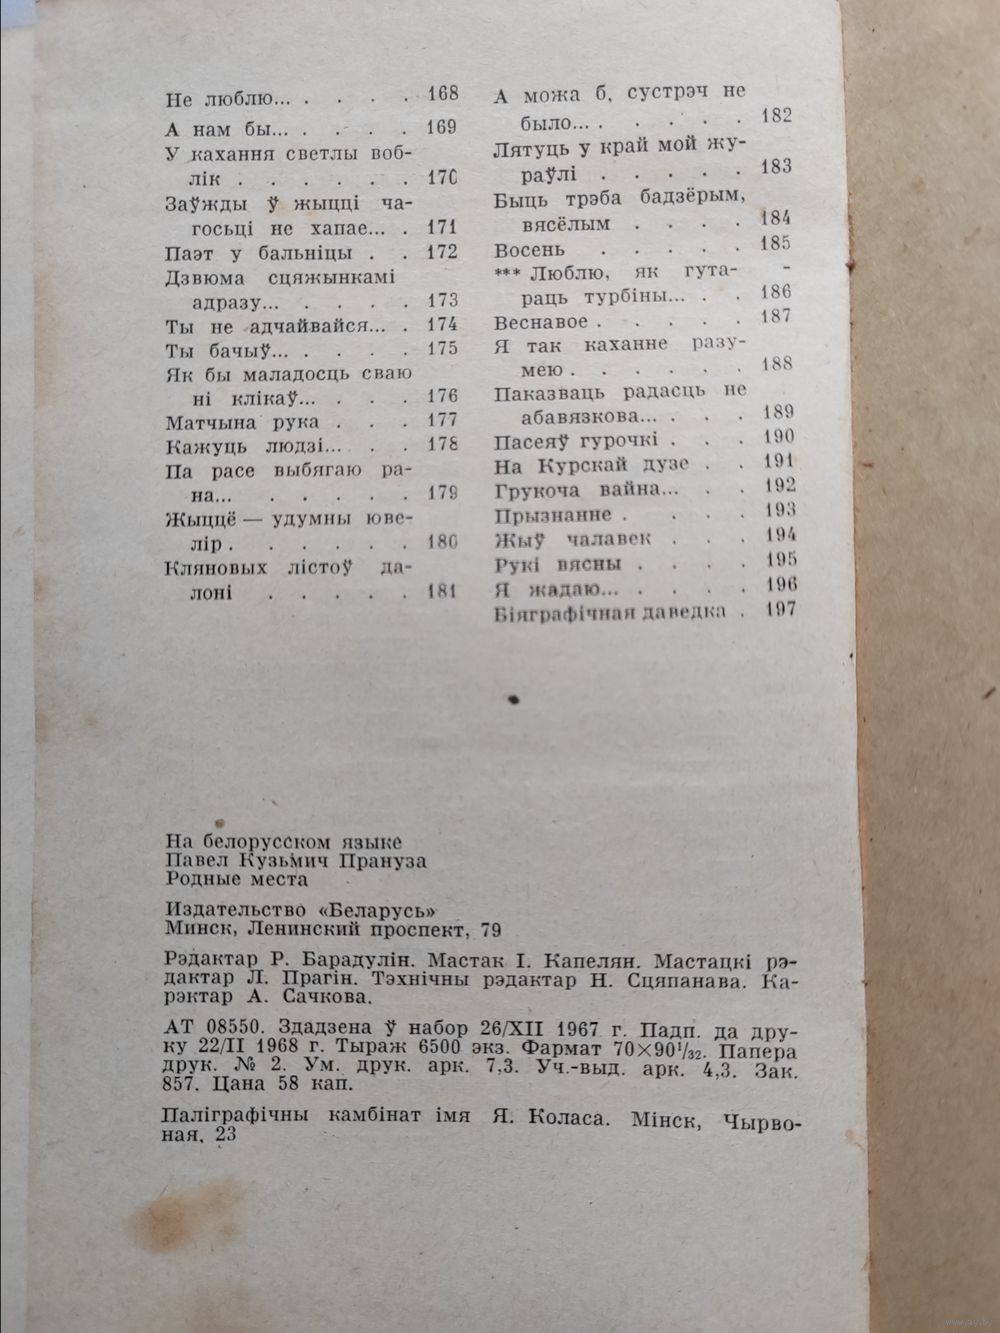 Не люблю... . . . . 168
А нам бы... . . . . 169
У кахання светлы воб-
лік . . . . . . 170
Заўжды ў жыцці ча-
госьці не хапае... . 171
Паэт у бальніцы . . 172
Дзвюма сцяжынкамі
адразу... . . . . 173
Ты не адчайвайся... . 174
Ты бачыў... . . . . 175
Як бы маладосць сваю
ні клікаў... . . . 176
Матчына рука . . . 177
Кажуць людзі... . . 178
Па расе выбягаю ра-
на... . . . . . 179
Жыццё — удумны юве-
лір . . . . . . 180
Кляновых лістоў да-
лоні . . . . . 181
А можа б, сустрэч не
было... . . . . . 182
Лятуць у край мой жу-
раўлі . . . . . 183
Быць трэба бадзёрым,
вясёлым . . . . 184
Восень . . . . . 185
*** Люблю, як гута-
раць турбіны... . . 186
Веснавое . . . . . 187
Я так каханне разу-
мею . . . . . . 188
Паказваць радасць не
абавязкова... . . . 189
Пасеяў гурочкі . . . 190
На Курскай дузе . . 191
Грукоча вайна... . . 192
Прызнанне . . . . 193
Жыў чалавек . . . 194
Рукі вясны . . . . 195
Я жадаю... . . . . 196
Біяграфічная даведка . 197
На белорусском языке
Павел Кузьмич Прануза
Родные места
Издательство «Беларусь»
Минск, Ленинский проспект, 79
Рэдактар Р. Барадулін. Мастак І. Капелян. Мастацкі рэ-
дактар Л. Прагін. Тэхнічны рэдактар Н. Сцяпанава. Ка-
рэктар А. Сачкова.
АТ 08550. Здадзена ў набор 26/XII 1967 г. Падп. да дру-
ку 22/II 1968 г. Тыраж 6500 экз. Фармат 70×90¹/₃₂. Папера
друк. № 2. Ум. друк. арк. 7,3. Уч.-выд. арк. 4,3. Зак.
857. Цана 58 кап.
Паліграфічны камбінат імя Я. Коласа. Мінск, Чырво-
ная, 23
www.ay.by